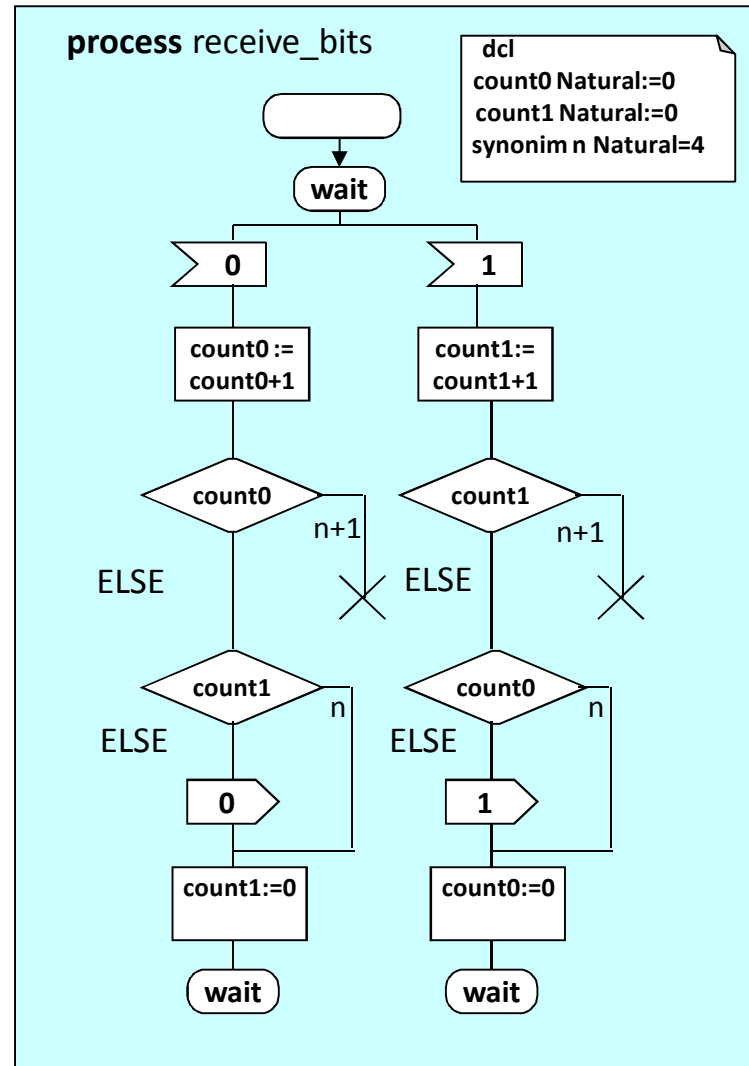 process receive_bits
dcl
count0 Natural:=0
count1 Natural:=0
synonim n Natural=4
wait
0
1
count0 :=
count0+1
count1:=
count1+1
count0
count1
n+1
n+1
ELSE
ELSE
count1
count0
n
n
ELSE
ELSE
0
1
count1:=0
count0:=0
wait
wait